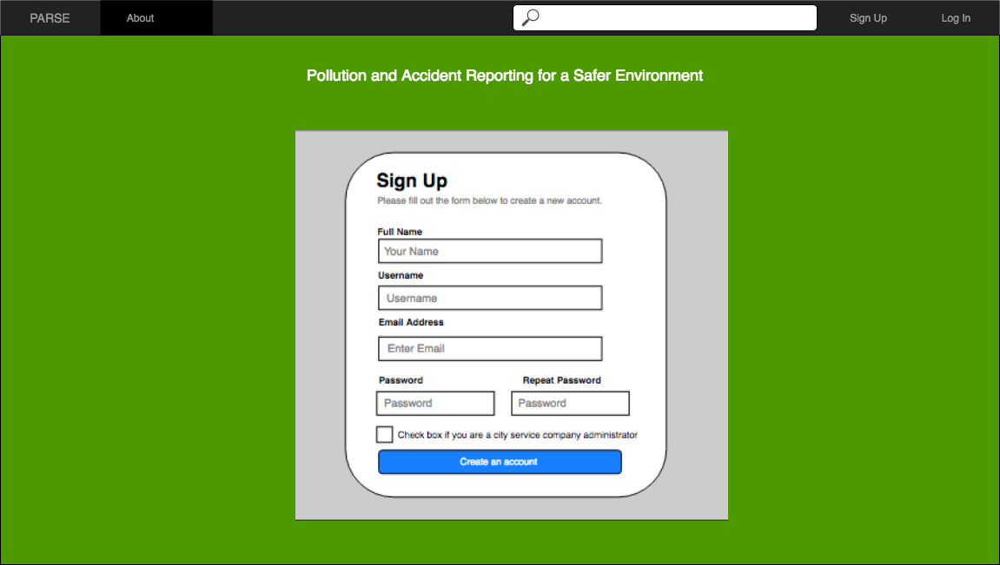 PARSE About Sign Up Log In
Pollution and Accident Reporting for a Safer Environment
Sign Up
Please fill out the form below to create a new account.
Full Name
Your Name
Username
Username
Email Address
Enter Email
Password Repeat Password
Password Password
Check box if you are a city service company administrator
Create an account